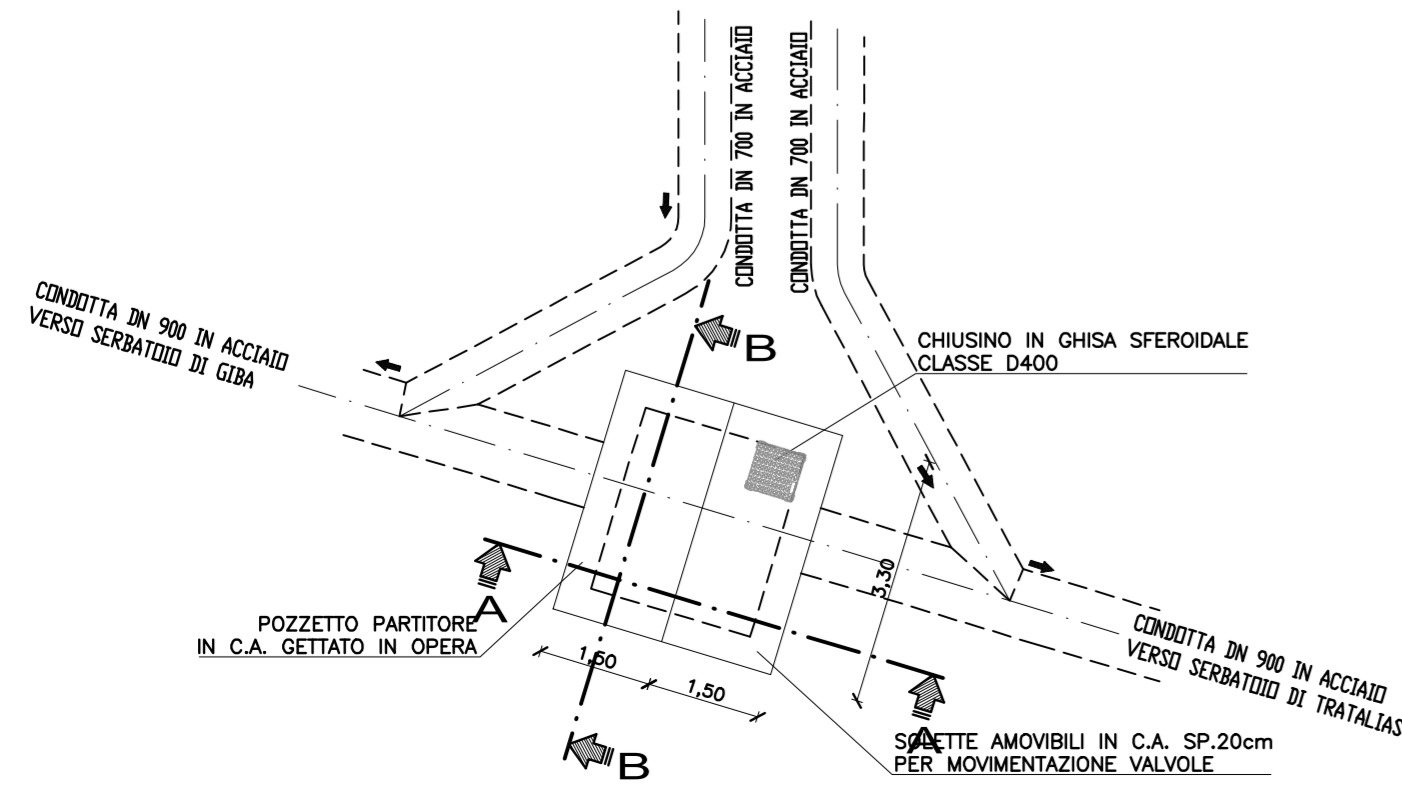 CONDOTTA DN 700 IN ACCIAIO
CONDOTTA DN 700 IN ACCIAIO
CONDOTTA DN 900 IN ACCIAIO
VERSO SERBATOIO DI GIBA
B
CHIUSINO IN GHISA SFEROIDALE
CLASSE D400
A
POZZETTO PARTITORE
IN C.A. GETTATO IN OPERA
3,30
1,50
1,50
CONDOTTA DN 900 IN ACCIAIO
VERSO SERBATOIO DI TRATALIAS
A
SOLETTE AMOVIBILI IN C.A. SP.20cm
PER MOVIMENTAZIONE VALVOLE
B